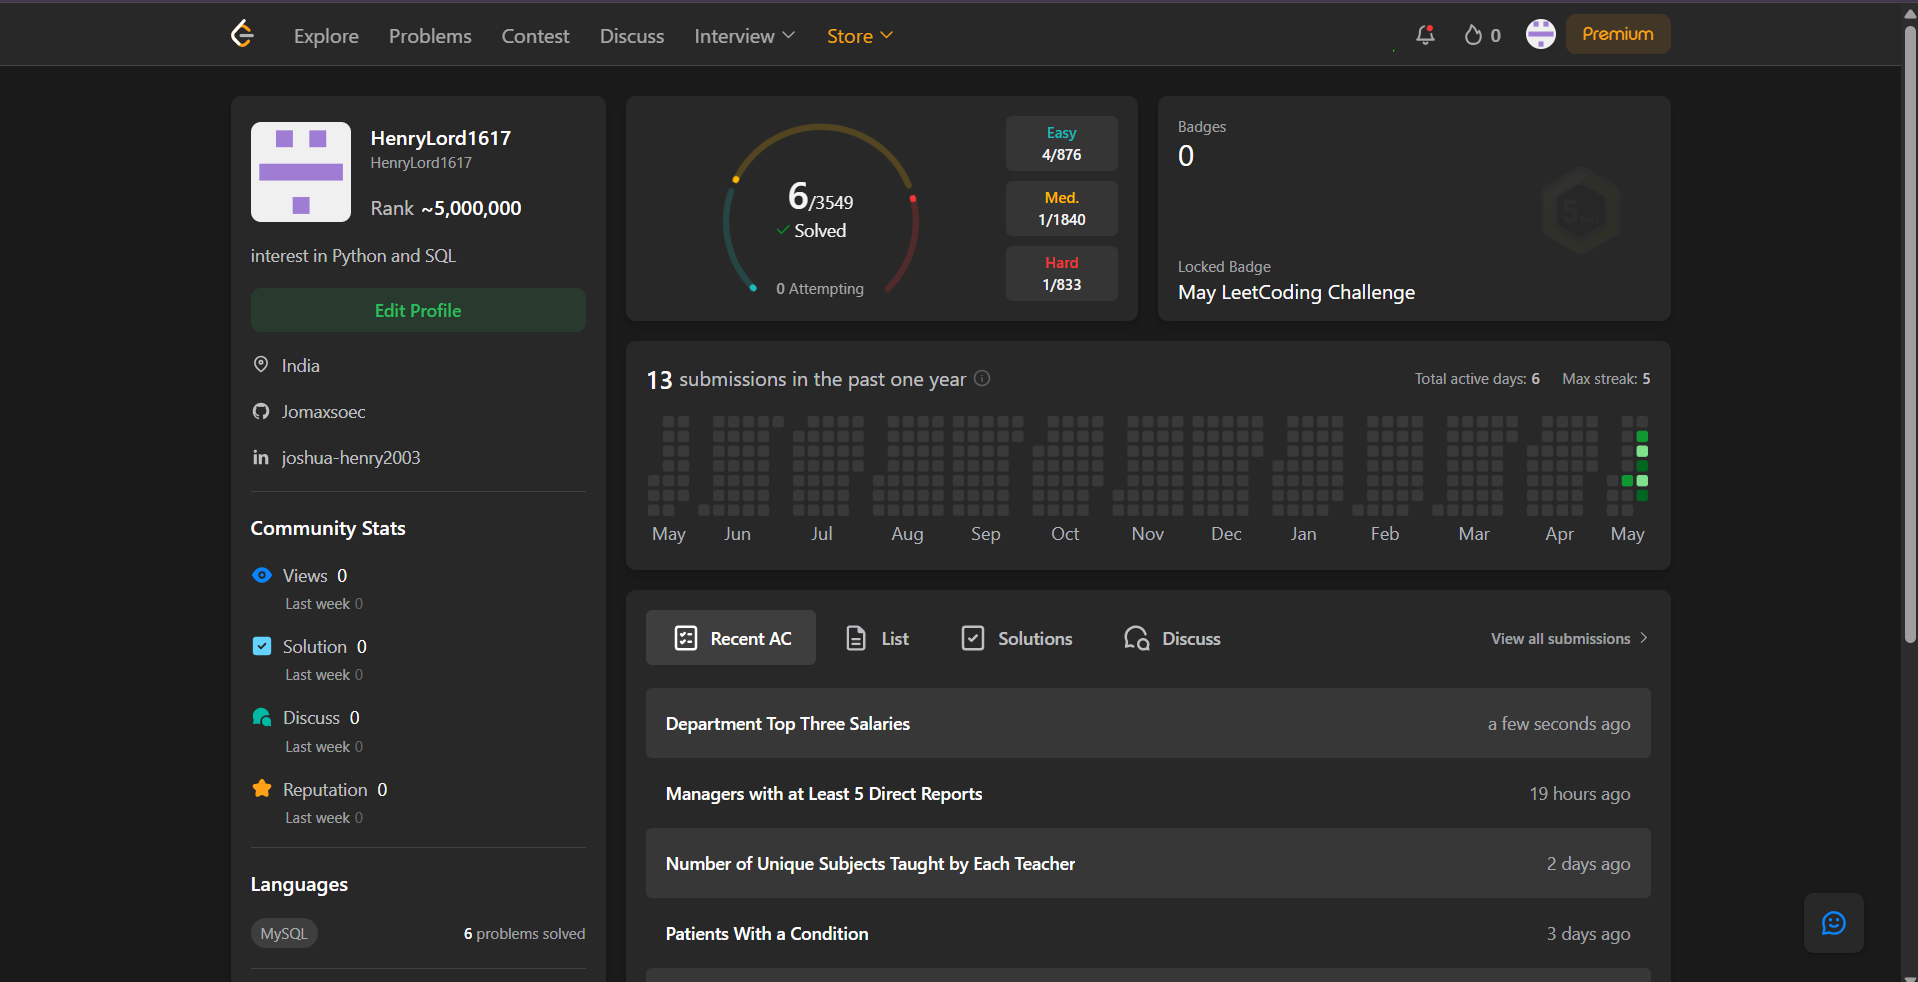 Explore Problems Contest Discuss Interview Store 0 Premium
HenryLord1617
HenryLord1617
Rank ~5,000,000
interest in Python and SQL
Edit Profile
India
Jomaxsoec
in joshua-henry2003
Community Stats
Views 0
Last week 0
Solution 0
Last week 0
Discuss 0
Last week 0
Reputation 0
Last week 0
Languages
MySQL 6 problems solved
6/3549
Solved
0 Attempting
Easy
4/876
Med.
1/1840
Hard
1/833
Badges
0
Locked Badge
May LeetCoding Challenge
13 submissions in the past one year Total active days: 6 Max streak: 5
May Jun Jul Aug Sep Oct Nov Dec Jan Feb Mar Apr May
Recent AC List Solutions Discuss View all submissions
Department Top Three Salaries a few seconds ago
Managers with at Least 5 Direct Reports 19 hours ago
Number of Unique Subjects Taught by Each Teacher 2 days ago
Patients With a Condition 3 days ago